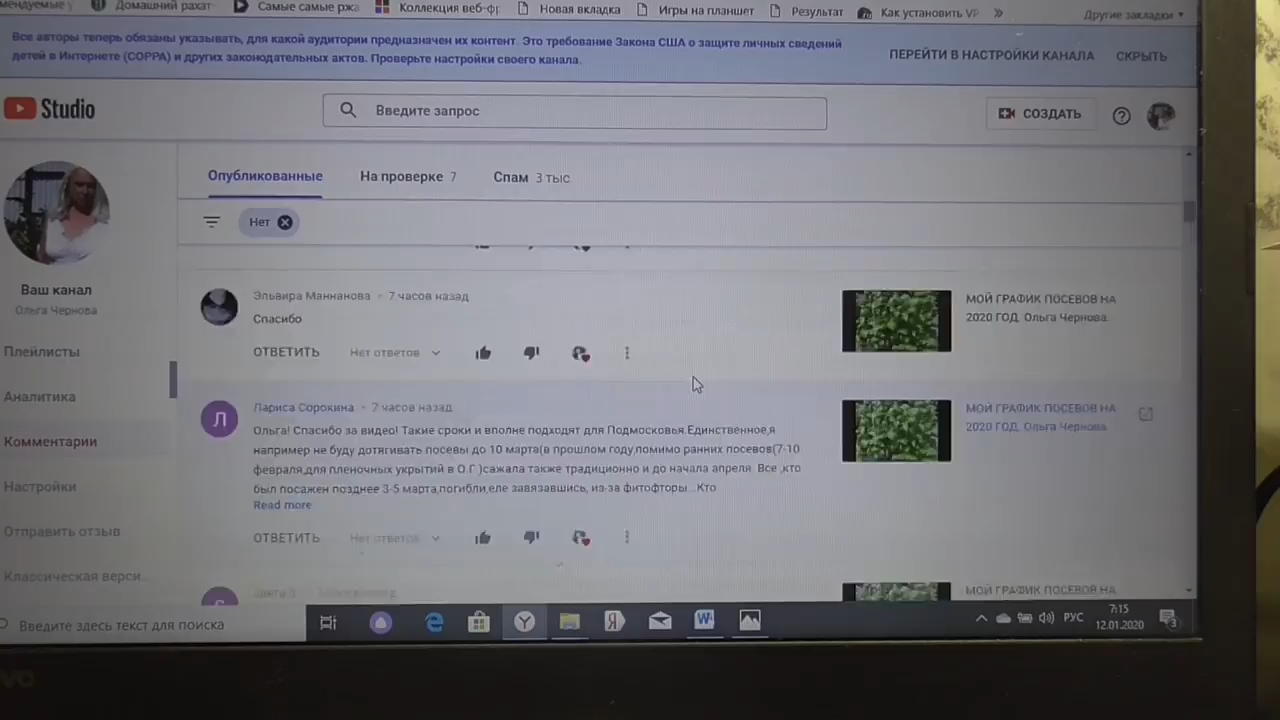 Домашний рахат
Самые самые ржа
Коллекция веб-фр
Новая вкладка
Игры на планшет
Результат
Как установить VP
»
Другие закладки
Все авторы теперь обязаны указывать, для какой аудитории предназначен их контент. Это требование Закона США о защите личных сведений
детей в Интернете (COPPA) и других законодательных актов. Проверьте настройки своего канала.
ПЕРЕЙТИ В НАСТРОЙКИ КАНАЛА
СКРЫТЬ
Studio
Введите запрос
СОЗДАТЬ
Опубликованные
На проверке 7
Спам 3 тыс
Нет
Ваш канал
Ольга Чернова
Плейлисты
Аналитика
Комментарии
Настройки
Отправить отзыв
Классическая верси...
Эльвира Маннанова • 7 часов назад
Спасибо
ОТВЕТИТЬ
Нет ответов
МОЙ ГРАФИК ПОСЕВОВ НА
2020 ГОД. Ольга Чернова.
Л
Лариса Сорокина • 7 часов назад
Ольга! Спасибо за видео! Такие сроки и вполне подходят для Подмосковья.Единственное,я
например не буду дотягивать посевы до 10 марта(в прошлом году,помимо ранних посевов(7-10
февраля,для пленочных укрытий в О.Г.)сажала также традиционно и до начала апреля. Все ,кто
был посажен позднее 3-5 марта,погибли,еле завязавшись, из-за фитофторы...Кто
Read more
ОТВЕТИТЬ
Нет ответов
МОЙ ГРАФИК ПОСЕВОВ НА
2020 ГОД. Ольга Чернова.
МОЙ ГРАФИК ПОСЕВОВ НА
Введите здесь текст для поиска
РУС
7:15
12.01.2020
3